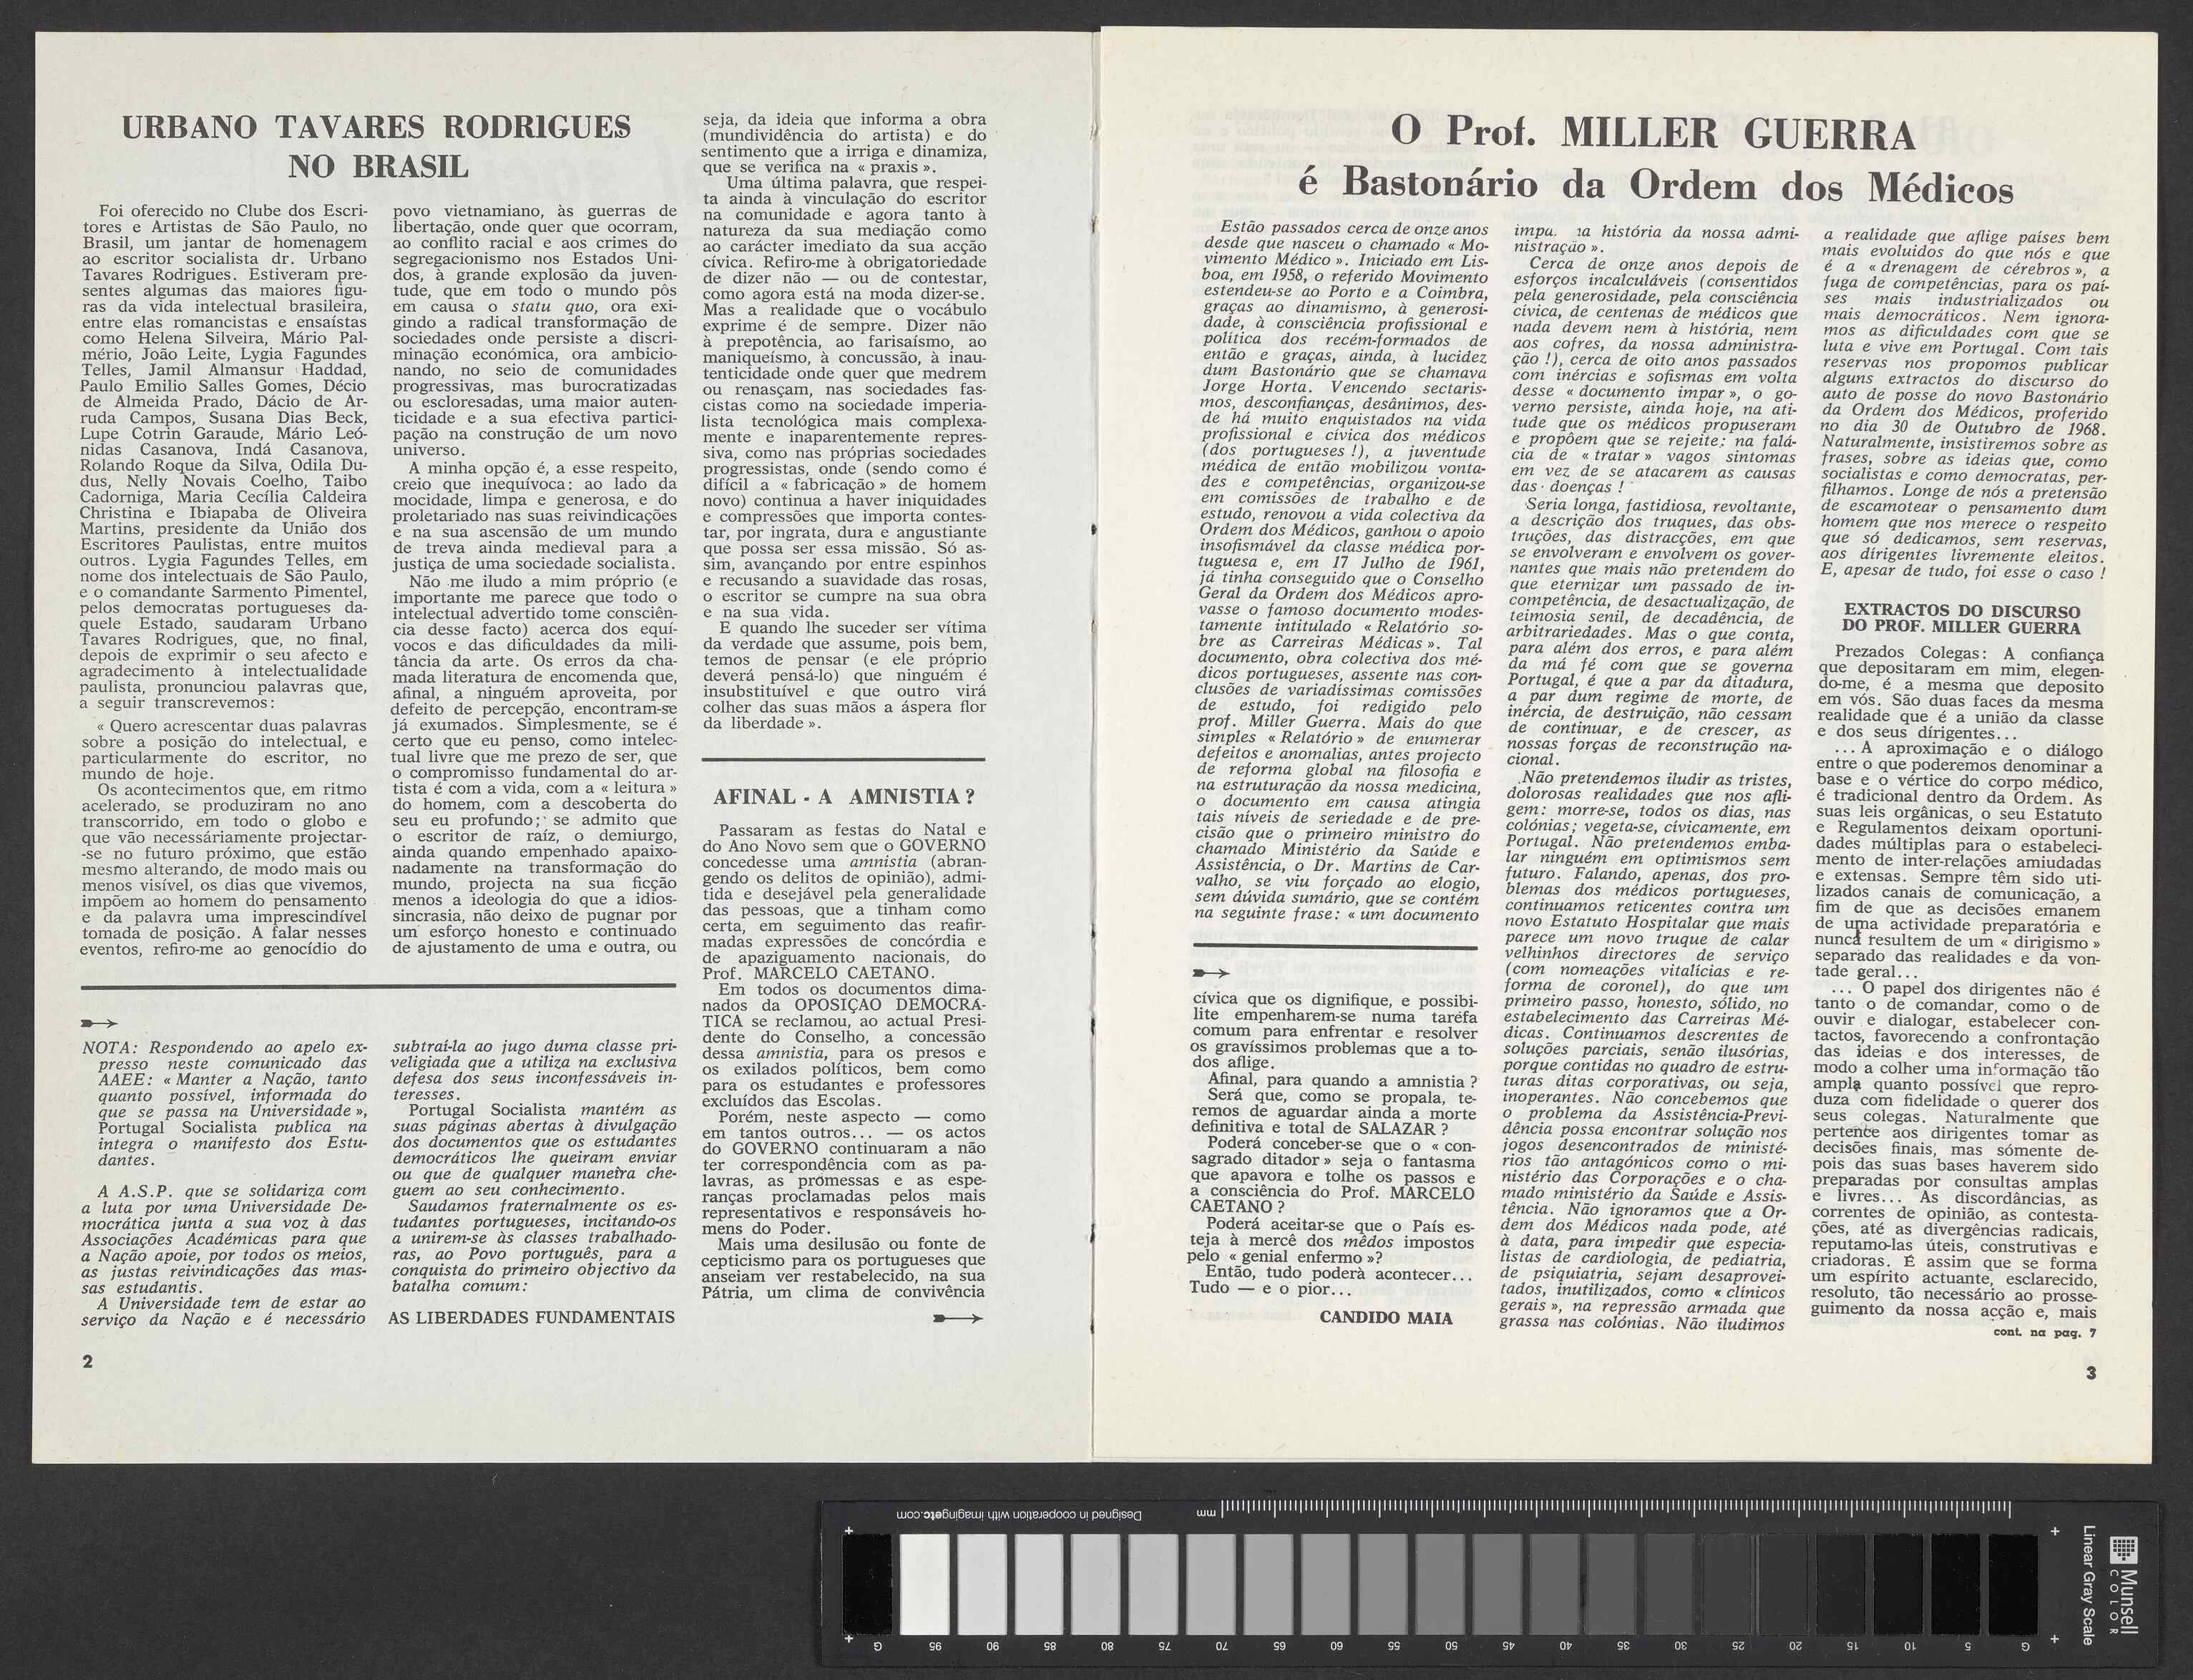 URBANO TAVARES RODRIGUES
NO BRASIL
Foi oferecido no Clube dos Escri-
tores e Artistas de São Paulo, no
Brasil, um jantar de homenagem
ao escritor socialista dr. Urbano
Tavares Rodrigues. Estiveram pre-
sentes algumas das maiores figu-
ras da vida intelectual brasileira,
entre elas romancistas e ensaístas
como Helena Silveira, Mário Pal-
mério, João Leite, Lygia Fagundes
Telles, Jamil Almansur Haddad,
Paulo Emilio Salles Gomes, Décio
de Almeida Prado, Dácio de Ar-
ruda Campos, Susana Dias Beck,
Lupe Cotrin Garaude, Mário Leó-
nidas Casanova, Indá Casanova,
Rolando Roque da Silva, Odila Du-
dus, Nelly Novais Coelho, Taibo
Cadorniga, Maria Cecília Caldeira
Christina e Ibiapaba de Oliveira
Martins, presidente da União dos
Escritores Paulistas, entre muitos
outros. Lygia Fagundes Telles, em
nome dos intelectuais de São Paulo,
e o comandante Sarmento Pimentel,
pelos democratas portugueses da-
quele Estado, saudaram Urbano
Tavares Rodrigues, que, no final,
depois de exprimir o seu afecto e
agradecimento à intelectualidade
paulista, pronunciou palavras que,
a seguir transcrevemos:
« Quero acrescentar duas palavras
sobre a posição do intelectual, e
particularmente do escritor, no
mundo de hoje.
Os acontecimentos que, em ritmo
acelerado, se produziram no ano
transcorrido, em todo o globo e
que vão necessáriamente projectar-
-se no futuro próximo, que estão
mesmo alterando, de modo mais ou
menos visível, os dias que vivemos,
impõem ao homem do pensamento
e da palavra uma imprescindível
tomada de posição. A falar nesses
eventos, refiro-me ao genocídio do
povo vietnamiano, às guerras de
libertação, onde quer que ocorram,
ao conflito racial e aos crimes do
segregacionismo nos Estados Uni-
dos, à grande explosão da juven-
tude, que em todo o mundo pôs
em causa o statu quo, ora exi-
gindo a radical transformação de
sociedades onde persiste a discri-
minação económica, ora ambicio-
nando, no seio de comunidades
progressivas, mas burocratizadas
ou escloresadas, uma maior auten-
ticidade e a sua efectiva partici-
pação na construção de um novo
universo.
A minha opção é, a esse respeito,
creio que inequívoca: ao lado da
mocidade, limpa e generosa, e do
proletariado nas suas reivindicações
e na sua ascensão de um mundo
de treva ainda medieval para a
justiça de uma sociedade socialista.
Não me iludo a mim próprio (e
importante me parece que todo o
intelectual advertido tome consciên-
cia desse facto) acerca dos equí-
vocos e das dificuldades da mili-
tância da arte. Os erros da cha-
mada literatura de encomenda que,
afinal, a ninguém aproveita, por
defeito de percepção, encontram-se
já exumados. Simplesmente, se é
certo que eu penso, como intelec-
tual livre que me prezo de ser, que
o compromisso fundamental do ar-
tista é com a vida, com a « leitura »
do homem, com a descoberta do
seu eu profundo; se admito que
o escritor de raíz, o demiurgo,
ainda quando empenhado apaixo-
nadamente na transformação do
mundo, projecta na sua ficção
menos a ideologia do que a idios-
sincrasia, não deixo de pugnar por
um esforço honesto e continuado
de ajustamento de uma e outra, ou
seja, da ideia que informa a obra
(mundividência do artista) e do
sentimento que a irriga e dinamiza,
que se verifica na « praxis ».
Uma última palavra, que respei-
ta ainda à vinculação do escritor
na comunidade e agora tanto à
natureza da sua mediação como
ao carácter imediato da sua acção
cívica. Refiro-me à obrigatoriedade
de dizer não — ou de contestar,
como agora está na moda dizer-se.
Mas a realidade que o vocábulo
exprime é de sempre. Dizer não
à prepotência, ao farisaísmo, ao
maniqueísmo, à concussão, à inau-
tenticidade onde quer que medrem
ou renasçam, nas sociedades fas-
cistas como na sociedade imperia-
lista tecnológica mais complexa-
mente e inaparentemente repres-
siva, como nas próprias sociedades
progressistas, onde (sendo como é
difícil a « fabricação » de homem
novo) continua a haver iniquidades
e compressões que importa contes-
tar, por ingrata, dura e angustiante
que possa ser essa missão. Só as-
sim, avançando por entre espinhos
e recusando a suavidade das rosas,
o escritor se cumpre na sua obra
e na sua vida.
E quando lhe suceder ser vítima
da verdade que assume, pois bem,
temos de pensar (e ele próprio
deverá pensá-lo) que ninguém é
insubstituível e que outro virá
colher das suas mãos a áspera flor
da liberdade ».
NOTA: Respondendo ao apelo ex-
presso neste comunicado das
AAEE: « Manter a Nação, tanto
quanto possível, informada do
que se passa na Universidade »,
Portugal Socialista publica na
integra o manifesto dos Estu-
dantes.
A A.S.P. que se solidariza com
a luta por uma Universidade De-
mocrática junta a sua voz à das
Associações Académicas para que
a Nação apoie, por todos os meios,
as justas reivindicações das mas-
sas estudantis.
A Universidade tem de estar ao
serviço da Nação e é necessário
subtraí-la ao jugo duma classe pri-
veligiada que a utiliza na exclusiva
defesa dos seus inconfessáveis in-
teresses.
Portugal Socialista mantém as
suas páginas abertas à divulgação
dos documentos que os estudantes
democráticos lhe queiram enviar
ou que de qualquer maneira che-
guem ao seu conhecimento.
Saudamos fraternalmente os es-
tudantes portugueses, incitando-os
a unirem-se às classes trabalhado-
ras, ao Povo português, para a
conquista do primeiro objectivo da
batalha comum:
AS LIBERDADES FUNDAMENTAIS
AFINAL - A AMNISTIA ?
Passaram as festas do Natal e
do Ano Novo sem que o GOVERNO
concedesse uma amnistia (abran-
gendo os delitos de opinião), admi-
tida e desejável pela generalidade
das pessoas, que a tinham como
certa, em seguimento das reafir-
madas expressões de concórdia e
de apaziguamento nacionais, do
Prof. MARCELO CAETANO.
Em todos os documentos dima-
nados da OPOSIÇAO DEMOCRÁ-
TICA se reclamou, ao actual Presi-
dente do Conselho, a concessão
dessa amnistia, para os presos e
os exilados políticos, bem como
para os estudantes e professores
excluídos das Escolas.
Porém, neste aspecto — como
em tantos outros... — os actos
do GOVERNO continuaram a não
ter correspondência com as pa-
lavras, as prómessas e as espe-
ranças proclamadas pelos mais
representativos e responsáveis ho-
mens do Poder.
Mais uma desilusão ou fonte de
cepticismo para os portugueses que
anseiam ver restabelecido, na sua
Pátria, um clima de convivência
2
O Prof. MILLER GUERRA
é Bastonário da Ordem dos Médicos
Estão passados cerca de onze anos
desde que nasceu o chamado « Mo-
vimento Médico ». Iniciado em Lis-
boa, em 1958, o referido Movimento
estendeu-se ao Porto e a Coimbra,
graças ao dinamismo, à generosi-
dade, à consciência profissional e
política dos recém-formados de
então e graças, ainda, à lucidez
dum Bastonário que se chamava
Jorge Horta. Vencendo sectaris-
mos, desconfianças, desânimos, des-
de há muito enquistados na vida
profissional e cívica dos médicos
(dos portugueses !), a juventude
médica de então mobilizou vonta-
des e competências, organizou-se
em comissões de trabalho e de
estudo, renovou a vida colectiva da
Ordem dos Médicos, ganhou o apoio
insofismável da classe médica por-
tuguesa e, em 17 Julho de 1961,
já tinha conseguido que o Conselho
Geral da Ordem dos Médicos apro-
vasse o famoso documento modes-
tamente intitulado « Relatório so-
bre as Carreiras Médicas ». Tal
documento, obra colectiva dos mé-
dicos portugueses, assente nas con-
clusões de variadíssimas comissões
de estudo, foi redigido pelo
prof. Miller Guerra. Mais do que
simples « Relatório » de enumerar
defeitos e anomalias, antes projecto
de reforma global na filosofia e
na estruturação da nossa medicina,
o documento em causa atingia
tais níveis de seriedade e de pre-
cisão que o primeiro ministro do
chamado Ministério da Saúde e
Assistência, o Dr. Martins de Car-
valho, se viu forçado ao elogio,
sem dúvida sumário, que se contém
na seguinte frase: « um documento
cívica que os dignifique, e possibi-
lite empenharem-se numa taréfa
comum para enfrentar e resolver
os gravíssimos problemas que a to-
dos aflige.
Afinal, para quando a amnistia ?
Será que, como se propala, te-
remos de aguardar ainda a morte
definitiva e total de SALAZAR ?
Poderá conceber-se que o « con-
sagrado ditador » seja o fantasma
que apavora e tolhe os passos e
a consciência do Prof. MARCELO
CAETANO ?
Poderá aceitar-se que o País es-
teja à mercê dos mêdos impostos
pelo « genial enfermo »?
Então, tudo poderà acontecer...
Tudo — e o pior...
CANDIDO MAIA
impa. na história da nossa admi-
nistração ».
Cerca de onze anos depois de
esforços incalculáveis (consentidos
pela generosidade, pela consciência
cívica, de centenas de médicos que
nada devem nem à história, nem
aos cofres, da nossa administra-
ção !), cerca de oito anos passados
com inércias e sofismas em volta
desse « documento impar », o go-
verno persiste, ainda hoje, na ati-
tude que os médicos propuseram
e propôem que se rejeite: na falá-
cia de « tratar » vagos sintomas
em vez de se atacarem as causas
das doenças !
Seria longa, fastidiosa, revoltante,
a descrição dos truques, das obs-
truções, das distracções, em que
se envolveram e envolvem os gover-
nantes que mais não pretendem do
que eternizar um passado de in-
competência, de desactualização, de
teimosia senil, de decadência, de
arbitrariedades. Mas o que conta,
para além dos erros, e para além
da má fé com que se governa
Portugal, é que a par da ditadura,
a par dum regime de morte, de
inércia, de destruição, não cessam
de continuar, e de crescer, as
nossas forças de reconstrução na-
cional.
Não pretendemos iludir as tristes,
dolorosas realidades que nos afli-
gem: morre-se, todos os dias, nas
colónias; vegeta-se, cívicamente, em
Portugal. Não pretendemos emba-
lar ninguém em optimismos sem
futuro. Falando, apenas, dos pro-
blemas dos médicos portugueses,
continuamos reticentes contra um
novo Estatuto Hospitalar que mais
parece um novo truque de calar
velhinhos directores de serviço
(com nomeações vitalícias e re-
forma de coronel), do que um
primeiro passo, honesto, sólido, no
estabelecimento das Carreiras Mé-
dicas. Continuamos descrentes de
soluções parciais, senão ilusórias,
porque contidas no quadro de estru-
turas ditas corporativas, ou seja,
inoperantes. Não concebemos que
o problema da Assistência-Previ-
dência possa encontrar solução nos
jogos desencontrados de ministé-
rios tão antagónicos como o mi-
nistério das Corporações e o cha-
mado ministério da Saúde e Assis-
tência. Não ignoramos que a Or-
dem dos Médicos nada pode, até
à data, para impedir que especia-
listas de cardiologia, de pediatria,
de psiquiatria, sejam desaprovei-
tados, inutilizados, como « clínicos
gerais », na repressão armada que
grassa nas colónias. Não iludimos
a realidade que aflige países bem
mais evoluidos do que nós e que
é a « drenagem de cérebros », a
fuga de competências, para os paí-
ses mais industrializados ou
mais democráticos. Nem ignora-
mos as dificuldades com que se
luta e vive em Portugal. Com tais
reservas nos propomos publicar
alguns extractos do discurso do
auto de posse do novo Bastonário
da Ordem dos Médicos, proferido
no dia 30 de Outubro de 1968.
Naturalmente, insistiremos sobre as
frases, sobre as ideias que, como
socialistas e como democratas, per-
filhamos. Longe de nós a pretensão
de escamotear o pensamento dum
homem que nos merece o respeito
que só dedicamos, sem reservas,
aos dírigentes livremente eleitos.
E, apesar de tudo, foi esse o caso !
EXTRACTOS DO DISCURSO
DO PROF. MILLER GUERRA
Prezados Colegas: A confiança
que depositaram em mim, elegen-
do-me, é a mesma que deposito
em vós. São duas faces da mesma
realidade que é a união da classe
e dos seus dírigentes...
... A aproximação e o diálogo
entre o que poderemos denominar a
base e o vértice do corpo médico,
é tradicional dentro da Ordem. As
suas leis orgânicas, o seu Estatuto
e Regulamentos deixam oportuni-
dades múltiplas para o estabeleci-
mento de inter-relações amiudadas
e extensas. Sempre têm sido uti-
lizados canais de comunicação, a
fim de que as decisões emanem
de uma actividade preparatória e
nunca resultem de um « dirigismo »
separado das realidades e da von-
tade geral...
... O papel dos dirigentes não é
tanto o de comandar, como o de
ouvir e dialogar, estabelecer con-
tactos, favorecendo a confrontação
das ideias e dos interesses, de
modo a colher uma informação tão
ampla quanto possível que repro-
duza com fidelidade o querer dos
seus colegas. Naturalmente que
pertence aos dirigentes tomar as
decisões finais, mas sómente de-
pois das suas bases haverem sido
preparadas por consultas amplas
e livres... As discordâncias, as
correntes de opinião, as contesta-
ções, até as divergências radicais,
reputamo-las úteis, construtivas e
criadoras. É assim que se forma
um espírito actuante, esclarecido,
resoluto, tão necessário ao prosse-
guimento da nossa acção e, mais
cont. na pag. 7
3
Designed in cooperation with imagingetc.com
mm
G 95 90 85 80 75 70 65 60 55 50 45 40 35 30 25 20 15 10 5 G
Linear Gray Scale
Munsell
COLOR